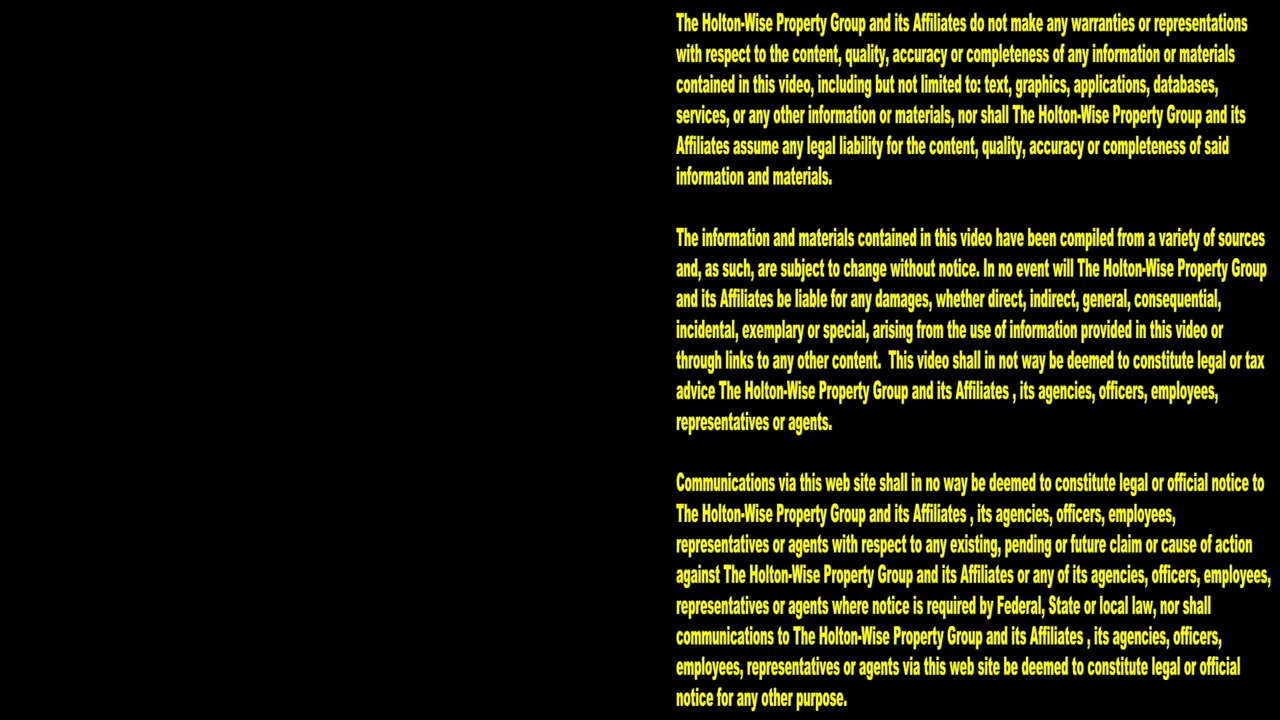 The Holton-Wise Property Group and its Affiliates do not make any warranties or representations
with respect to the content, quality, accuracy or completeness of any information or materials
contained in this video, including but not limited to: text, graphics, applications, databases,
services, or any other information or materials, nor shall The Holton-Wise Property Group and its
Affiliates assume any legal liability for the content, quality, accuracy or completeness of said
information and materials.
The information and materials contained in this video have been compiled from a variety of sources
and, as such, are subject to change without notice. In no event will The Holton-Wise Property Group
and its Affiliates be liable for any damages, whether direct, indirect, general, consequential,
incidental, exemplary or special, arising from the use of information provided in this video or
through links to any other content.  This video shall in not way be deemed to constitute legal or tax
advice The Holton-Wise Property Group and its Affiliates , its agencies, officers, employees,
representatives or agents.
Communications via this web site shall in no way be deemed to constitute legal or official notice to
The Holton-Wise Property Group and its Affiliates , its agencies, officers, employees,
representatives or agents with respect to any existing, pending or future claim or cause of action
against The Holton-Wise Property Group and its Affiliates or any of its agencies, officers, employees,
representatives or agents where notice is required by Federal, State or local law, nor shall
communications to The Holton-Wise Property Group and its Affiliates , its agencies, officers,
employees, representatives or agents via this web site be deemed to constitute legal or official
notice for any other purpose.